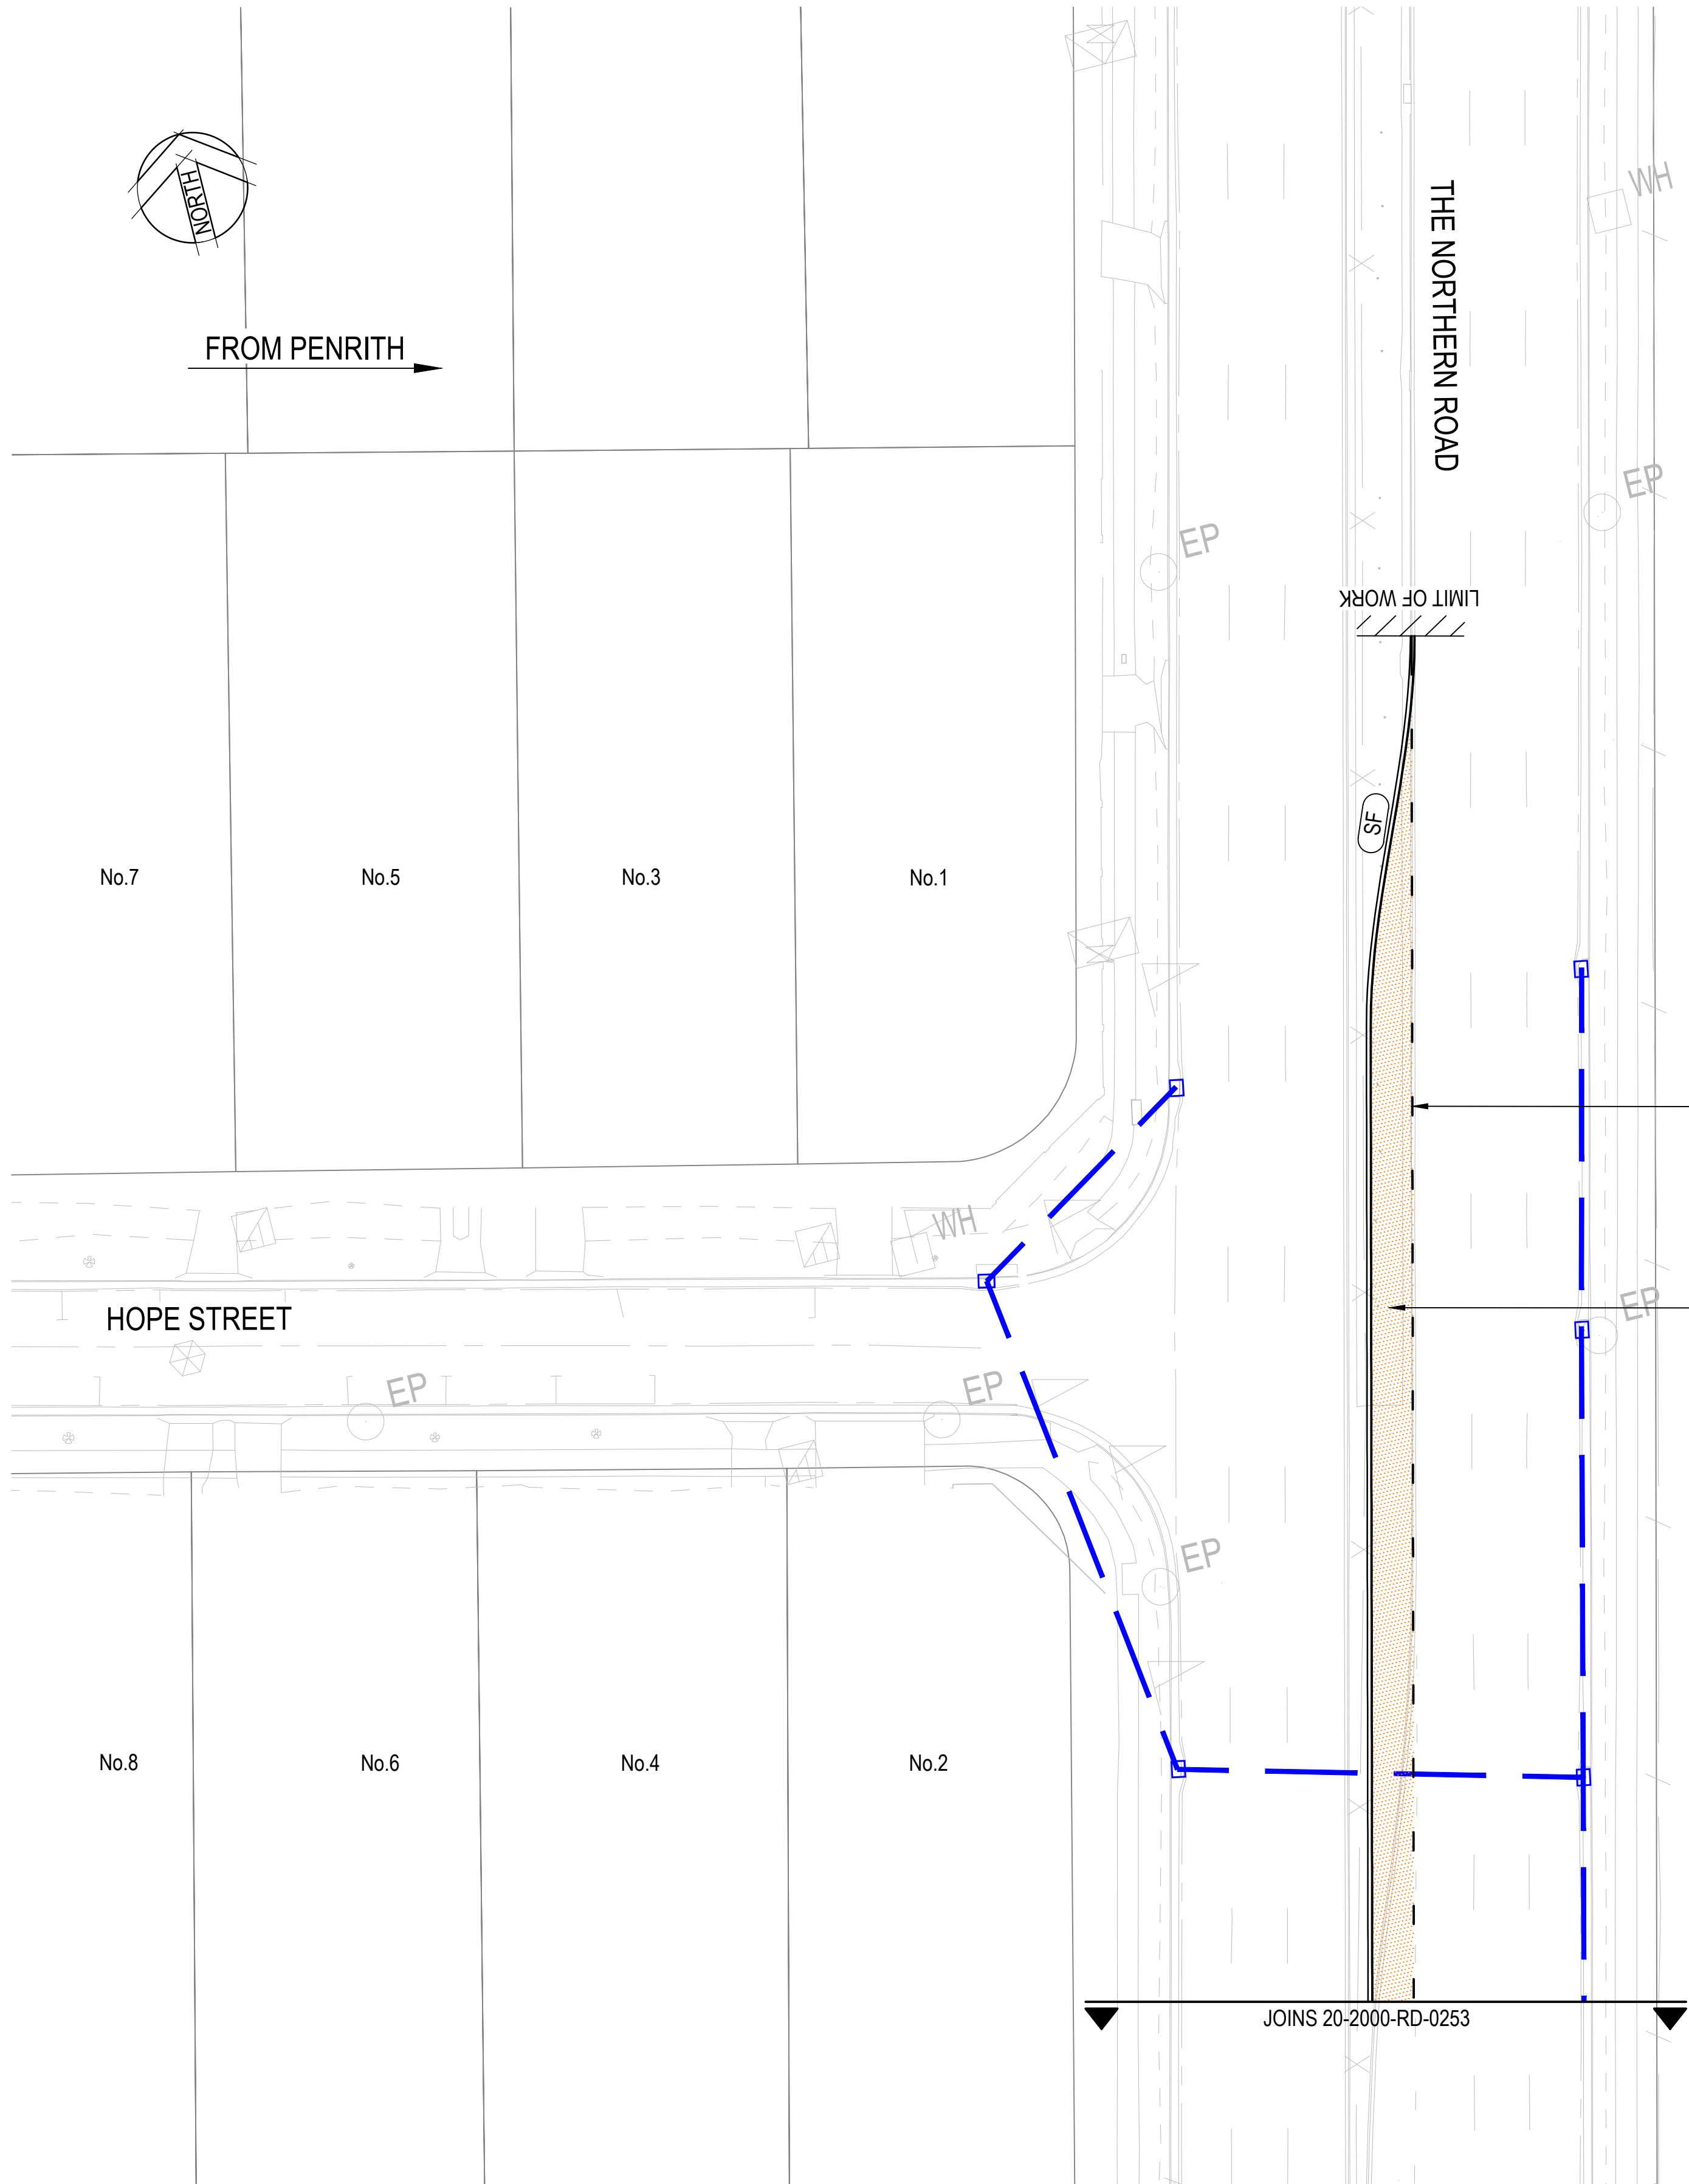 NORTH
FROM PENRITH
THE NORTHERN ROAD
WH
EP
EP
LIMIT OF WORK
SF
No.7
No.5
No.3
No.1
WH
HOPE STREET
EP
EP
EP
EP
No.8
No.6
No.4
No.2
JOINS 20-2000-RD-0253